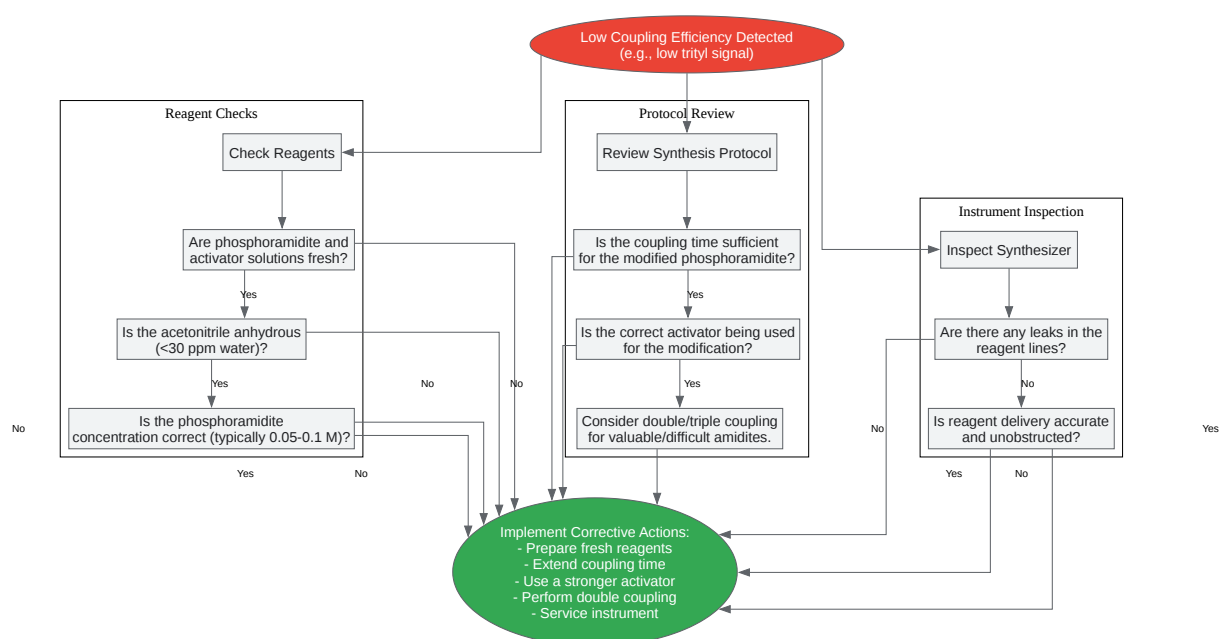 Low Coupling Efficiency Detected
(e.g., low trityl signal)
Reagent Checks
Check Reagents
Are phosphoramidite and
activator solutions fresh?
Yes
Is the acetonitrile anhydrous
(<30 ppm water)?
Yes
Is the phosphoramidite
concentration correct (typically 0.05-0.1 M)?
No
Yes
No
No
No
Protocol Review
Review Synthesis Protocol
Is the coupling time sufficient
for the modified phosphoramidite?
Yes
Is the correct activator being used
for the modification?
Yes
Consider double/triple coupling
for valuable/difficult amidites.
Instrument Inspection
Inspect Synthesizer
Are there any leaks in the
reagent lines?
No
Is reagent delivery accurate
and unobstructed?
No
Yes
No
Yes
Implement Corrective Actions:
- Prepare fresh reagents
- Extend coupling time
- Use a stronger activator
- Perform double coupling
- Service instrument